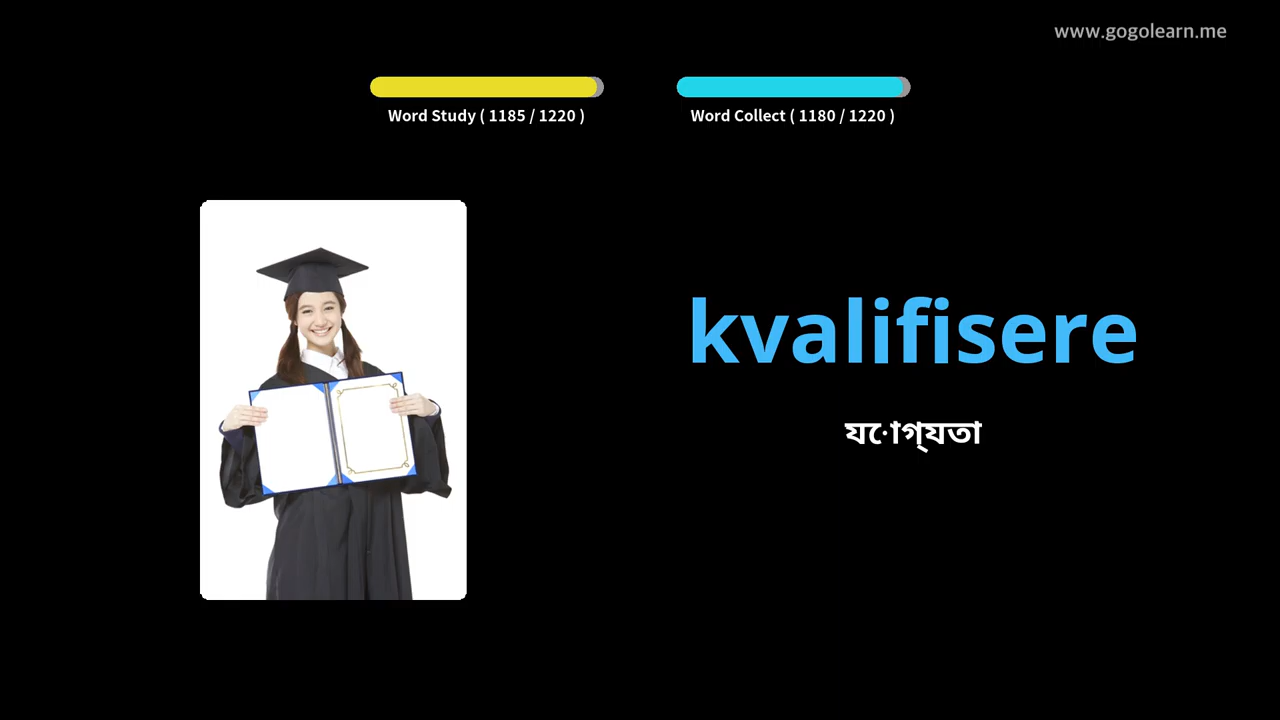 www.gogolearn.me
Word Study ( 1185 / 1220 )
Word Collect ( 1180 / 1220 )
kvalifisere
যোগ্যতা